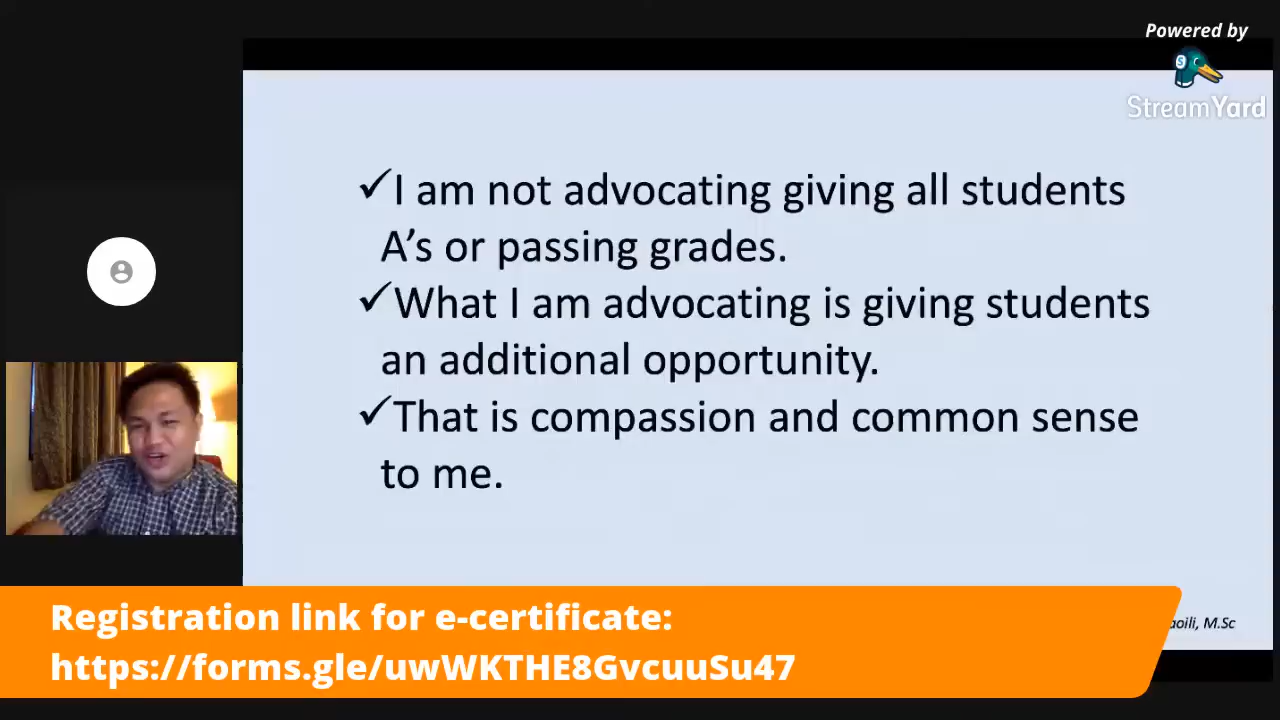 Powered by
StreamYard
✓I am not advocating giving all students
A’s or passing grades.
✓What I am advocating is giving students
an additional opportunity.
✓That is compassion and common sense
to me.
M.Sc
Registration link for e-certificate:
https://forms.gle/uwWKTHE8GvcuuSu47